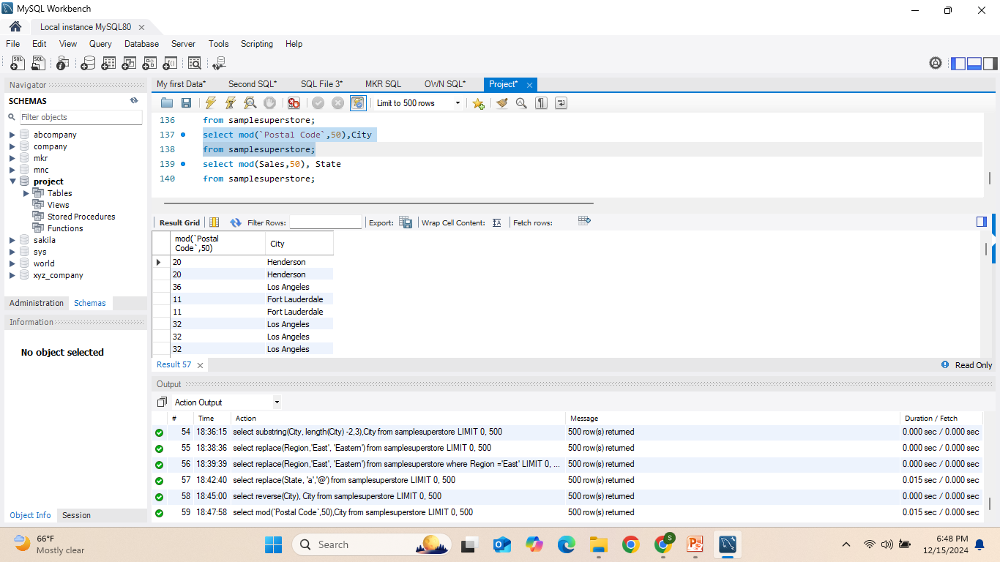 MySQL Workbench
Local instance MySQL80
File Edit View Query Database Server Tools Scripting Help
Navigator
SCHEMAS
Filter objects
abcompany
company
mkr
mnc
project
Tables
Views
Stored Procedures
Functions
sakila
sys
world
xyz_company
Administration Schemas
Information
No object selected
Object Info Session
My first Data* Second SQL* SQL File 3* MKR SQL OWN SQL* Project*
Limit to 500 rows
136 from samplesuperstore;
137 select mod(`Postal Code`,50),City
138 from samplesuperstore;
139 select mod(Sales,50), State
140 from samplesuperstore;
Result Grid Filter Rows: Export: Wrap Cell Content: Fetch rows:
mod(`Postal
Code`,50) City
20 Henderson
20 Henderson
36 Los Angeles
11 Fort Lauderdale
11 Fort Lauderdale
32 Los Angeles
32 Los Angeles
32 Los Angeles
Result 57 Read Only
Output
Action Output
# Time Action Message Duration / Fetch
54 18:36:15 select substring(City, length(City) -2,3),City from samplesuperstore LIMIT 0, 500 500 row(s) returned 0.000 sec / 0.000 sec
55 18:38:36 select replace(Region,'East', 'Eastern') from samplesuperstore LIMIT 0, 500 500 row(s) returned 0.000 sec / 0.000 sec
56 18:39:39 select replace(Region,'East', 'Eastern') from samplesuperstore where Region ='East' LIMIT 0, ... 500 row(s) returned 0.000 sec / 0.000 sec
57 18:42:40 select replace(State, 'a','@') from samplesuperstore LIMIT 0, 500 500 row(s) returned 0.015 sec / 0.000 sec
58 18:45:00 select reverse(City), City from samplesuperstore LIMIT 0, 500 500 row(s) returned 0.000 sec / 0.000 sec
59 18:47:58 select mod(`Postal Code`,50),City from samplesuperstore LIMIT 0, 500 500 row(s) returned 0.015 sec / 0.000 sec
66°F
Mostly clear
Search
6:48 PM
12/15/2024